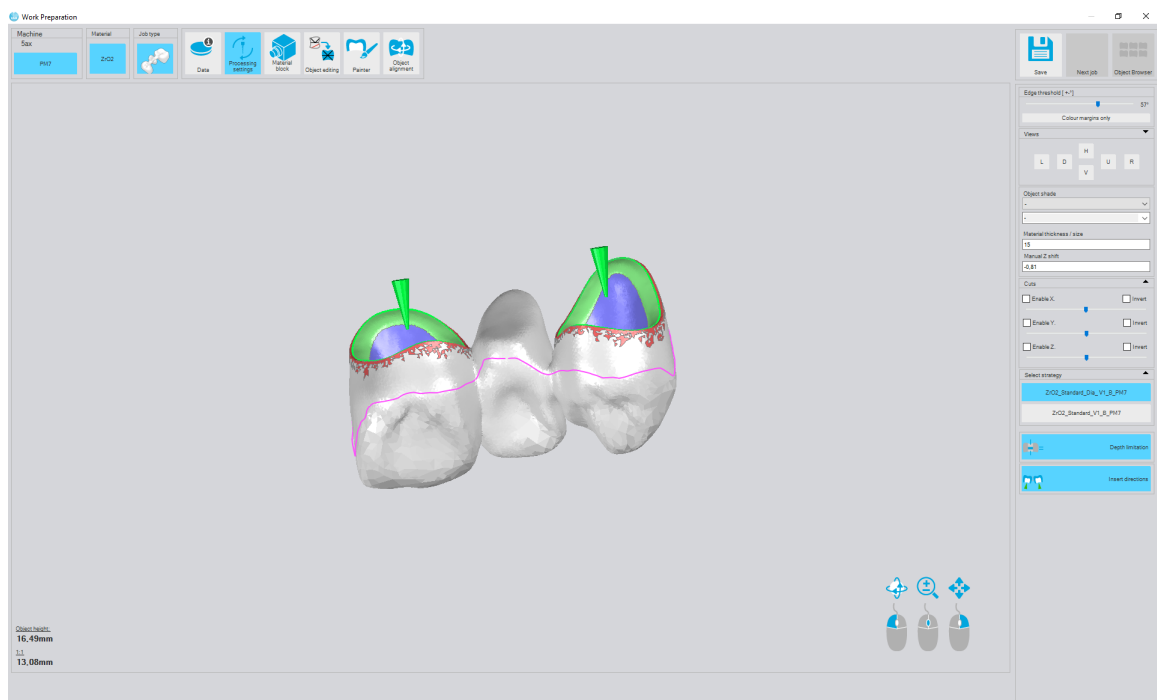 Work Preparation
Machine
5ax
PM7
Material
ZrO2
Job type
Data
Processing settings
Material block
Object editing
Painter
Object alignment
Save
Next job
Object Browser
Edge threshold [ +-°]
57°
Colour margins only
Views
H
L
D
U
R
V
Object shade
-
-
Material thickness / size
15
Manual Z shift
-0,81
Cuts
Enable X.
Invert
Enable Y.
Invert
Enable Z.
Invert
Select strategy
ZrO2_Standard_Dia_V1_B_PM7
ZrO2_Standard_V1_B_PM7
Depth limitation
Insert directions
Object height:
16,49mm
1:1
13,08mm